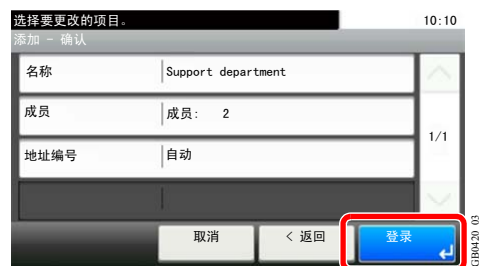 选择要更改的项目。 10:10
添加 - 确认
名称 Support department
成员 成员: 2
1/1
地址编号 自动
取消 < 返回 登录
GB0420_03